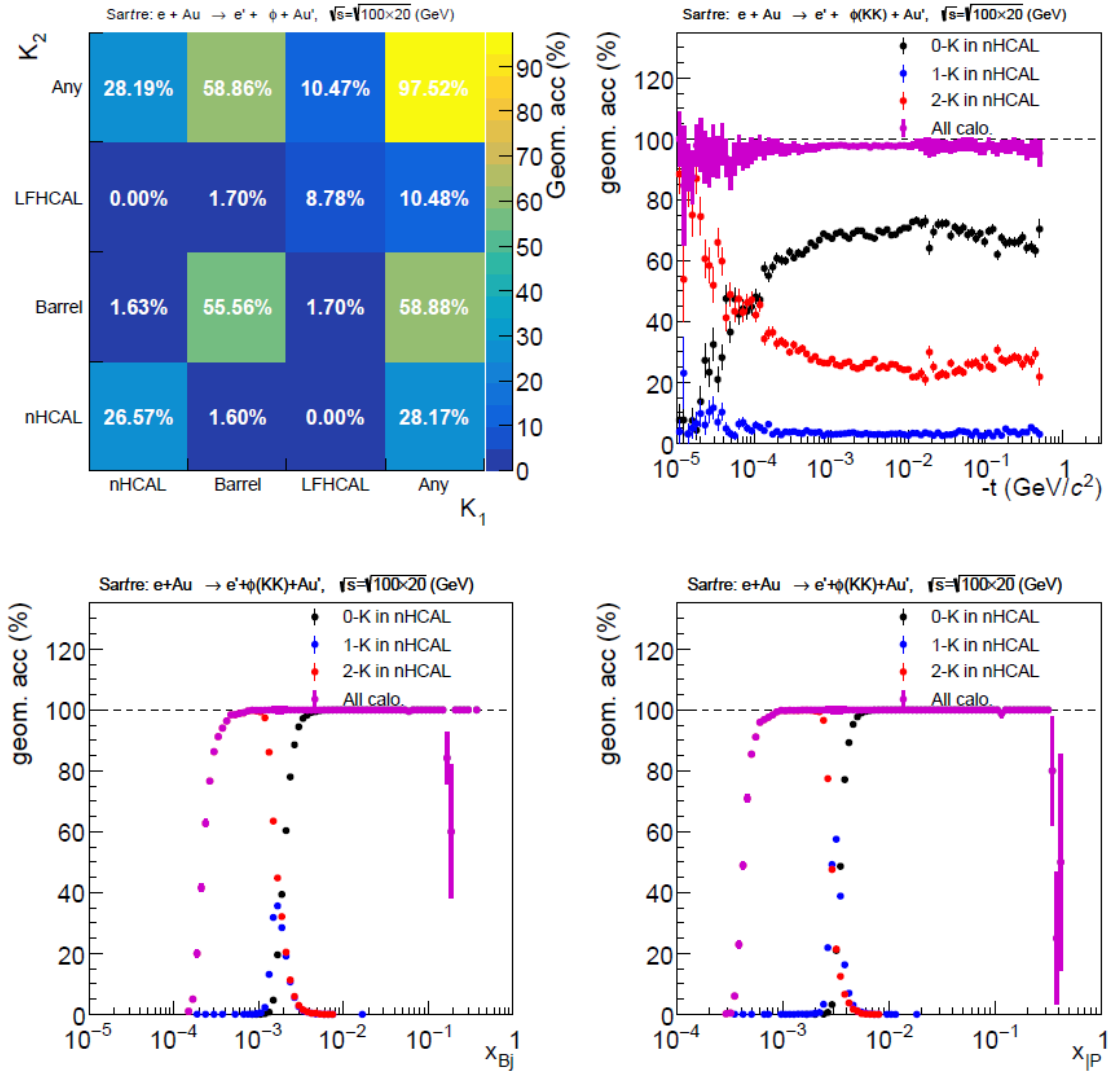 Sartre: e + Au → e' + ϕ + Au', √s=√100×20 (GeV)
K2
Any
LFHCAL
Barrel
nHCAL
28.19% 58.86% 10.47% 97.52%
0.00% 1.70% 8.78% 10.48%
1.63% 55.56% 1.70% 58.88%
26.57% 1.60% 0.00% 28.17%
nHCAL Barrel LFHCAL Any
K1
90
80
70
60
50
40
30
20
10
0
Geom. acc (%)
Sartre: e + Au → e' + ϕ(KK) + Au', √s=√100×20 (GeV)
geom. acc (%)
0-K in nHCAL
1-K in nHCAL
2-K in nHCAL
All calo.
120
100
80
60
40
20
0
10⁻⁵ 10⁻⁴ 10⁻³ 10⁻² 10⁻¹ 1
-t (GeV/c²)
Sartre: e+Au → e'+ϕ(KK)+Au', √s=√100×20 (GeV)
geom. acc (%)
0-K in nHCAL
1-K in nHCAL
2-K in nHCAL
All calo.
120
100
80
60
40
20
0
10⁻⁵ 10⁻⁴ 10⁻³ 10⁻² 10⁻¹ 1
xBj
Sartre: e+Au → e'+ϕ(KK)+Au', √s=√100×20 (GeV)
geom. acc (%)
0-K in nHCAL
1-K in nHCAL
2-K in nHCAL
All calo.
120
100
80
60
40
20
0
10⁻⁴ 10⁻³ 10⁻² 10⁻¹ 1
x|P